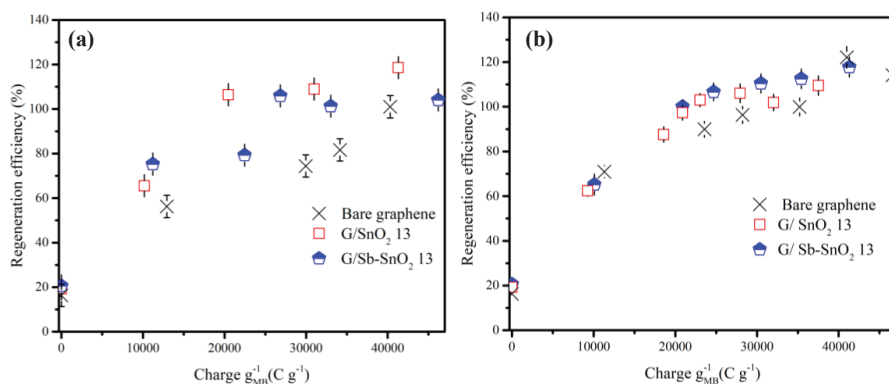 140
120
100
80
60
40
20
0
Regeneration efficiency (%)
(a)
Bare graphene
G/SnO₂ 13
G/Sb-SnO₂ 13
0 10000 20000 30000 40000
Charge g⁻¹MB(C g⁻¹)
140
120
100
80
60
40
20
0
Regeneration efficiency (%)
(b)
Bare graphene
G/ SnO₂ 13
G/ Sb-SnO₂ 13
0 10000 20000 30000 40000
Charge g⁻¹MB(C g⁻¹)